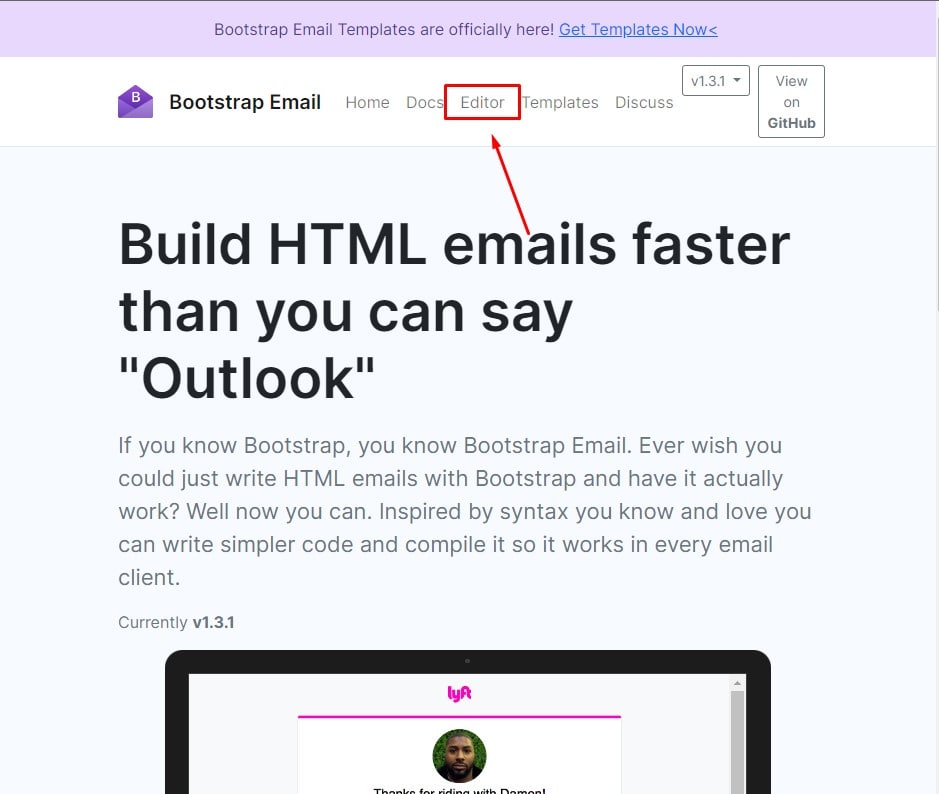 Bootstrap Email Templates are officially here! Get Templates Now<
B
Bootstrap Email Home Docs Editor Templates Discuss v1.3.1
View
on
GitHub
Build HTML emails faster
than you can say
"Outlook"
If you know Bootstrap, you know Bootstrap Email. Ever wish you
could just write HTML emails with Bootstrap and have it actually
work? Well now you can. Inspired by syntax you know and love you
can write simpler code and compile it so it works in every email
client.
Currently v1.3.1
lyft
Thanks for riding with Damon!